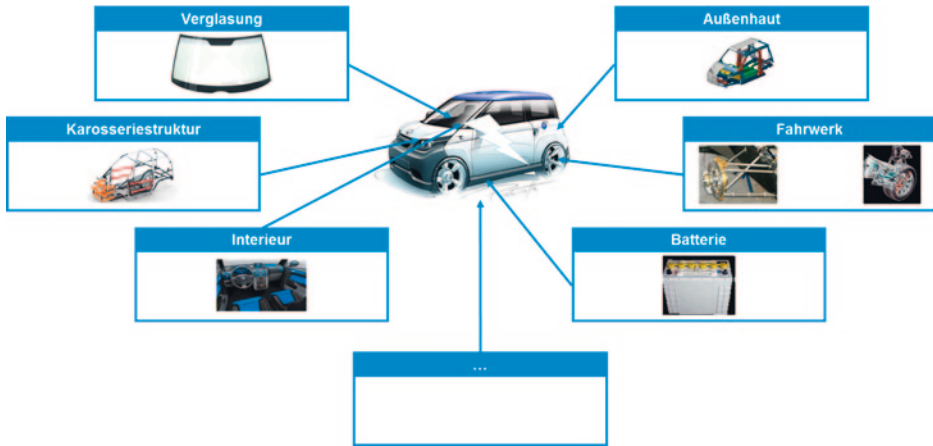 Verglasung
Außenhaut
Karosseriestruktur
Fahrwerk
Interieur
Batterie
...